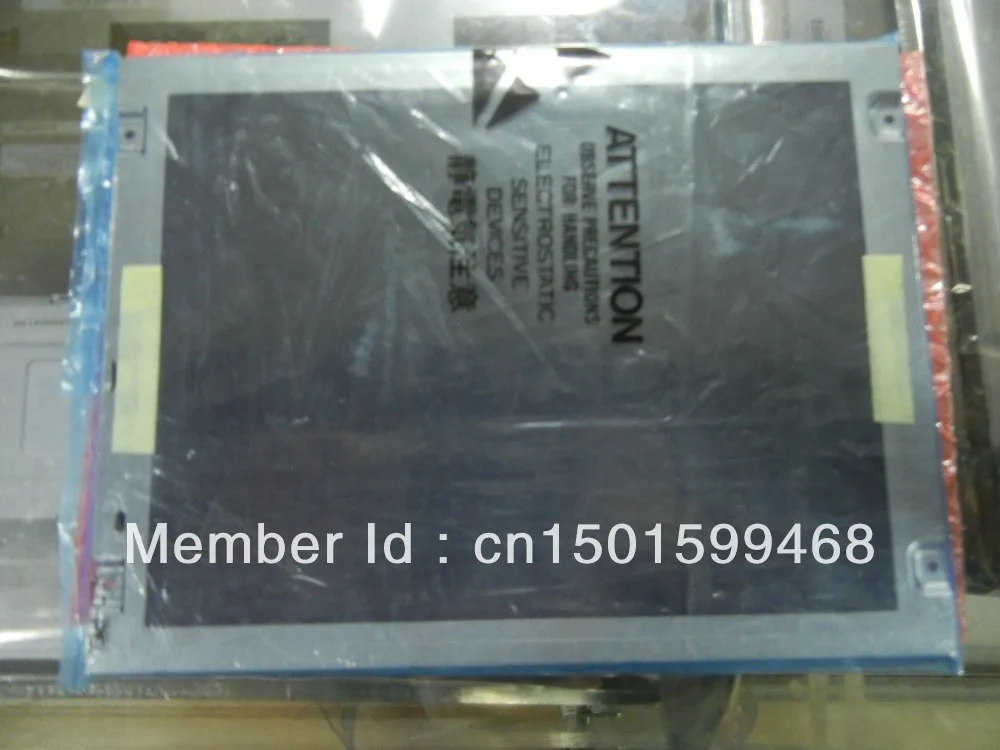 ATTENTION
OBSERVE PRECAUTIONS
FOR HANDLING
ELECTROSTATIC
SENSITIVE
DEVICES
静電気注意
Member Id : cn1501599468